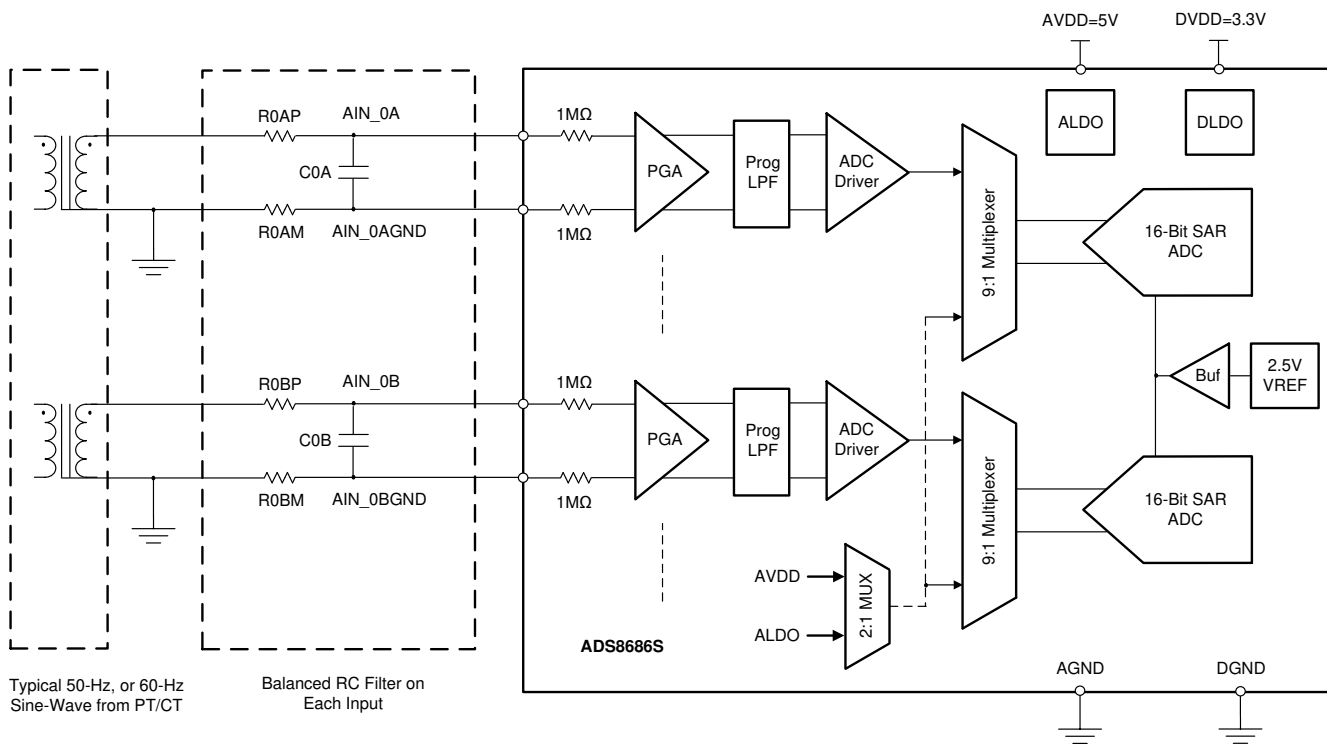 AVDD=5V
DVDD=3.3V
R0AP
AIN_0A
1MΩ
C0A
PGA
Prog
LPF
ADC
Driver
9:1 Multiplexer
ALDO
DLDO
16-Bit SAR
ADC
R0AM
AIN_0AGND
1MΩ
Buf
2.5V
VREF
R0BP
AIN_0B
1MΩ
C0B
PGA
Prog
LPF
ADC
Driver
9:1 Multiplexer
16-Bit SAR
ADC
R0BM
AIN_0BGND
1MΩ
AVDD
ALDO
2:1 MUX
ADS8686S
AGND
DGND
Typical 50-Hz, or 60-Hz
Sine-Wave from PT/CT
Balanced RC Filter on
Each Input